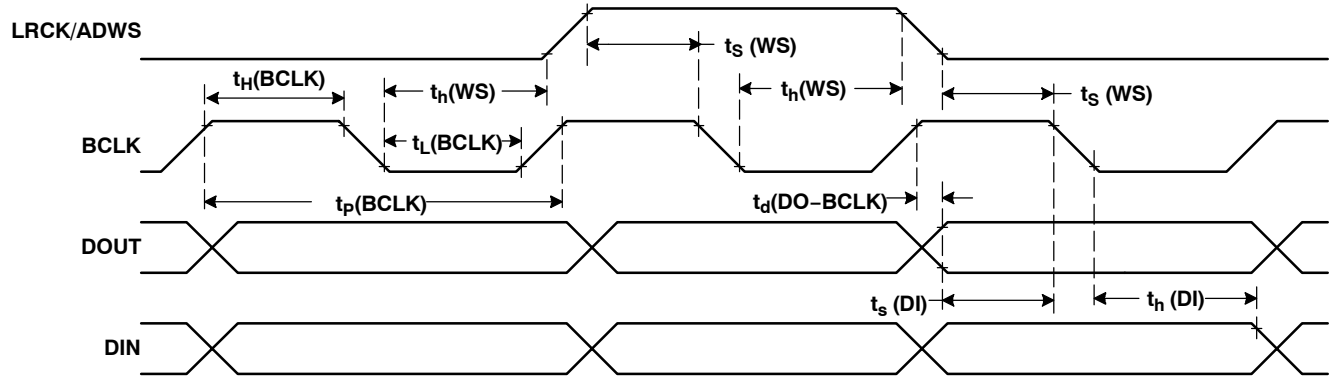 LRCK/ADWS
tS (WS)
tH(BCLK)
th(WS)
th(WS)
tS (WS)
BCLK
tL(BCLK)
tP(BCLK)
td(DO−BCLK)
DOUT
ts (DI)
th (DI)
DIN